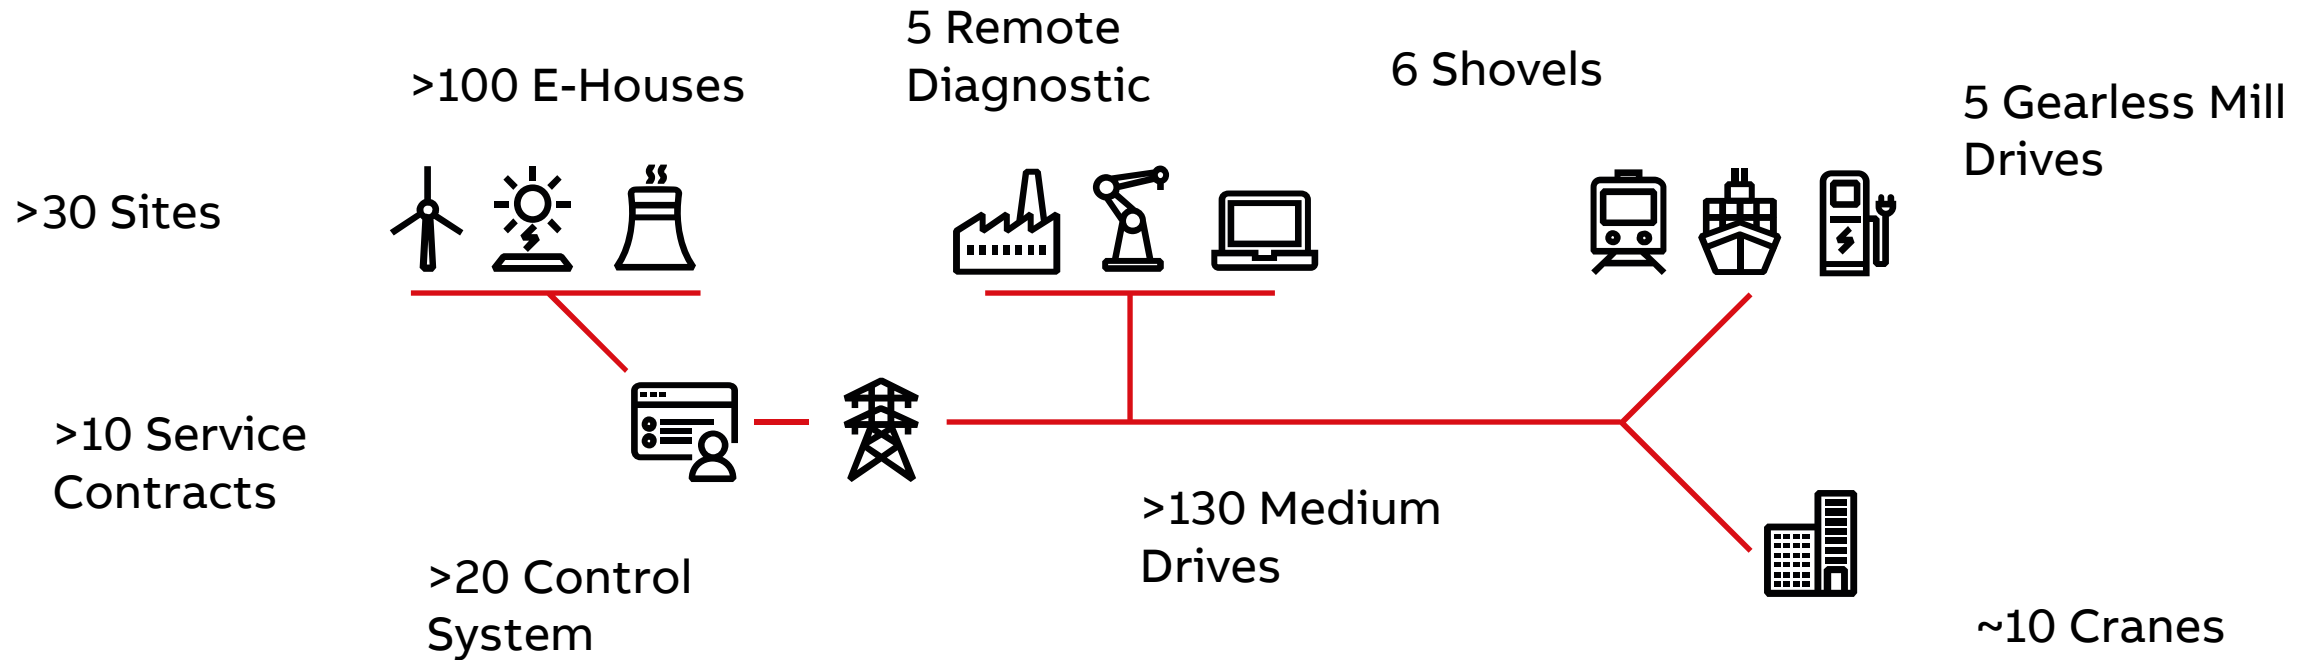 5 Remote
Diagnostic
6 Shovels
>100 E-Houses
5 Gearless Mill
Drives
>30 Sites
>10 Service
Contracts
>130 Medium
Drives
>20 Control
System
~10 Cranes